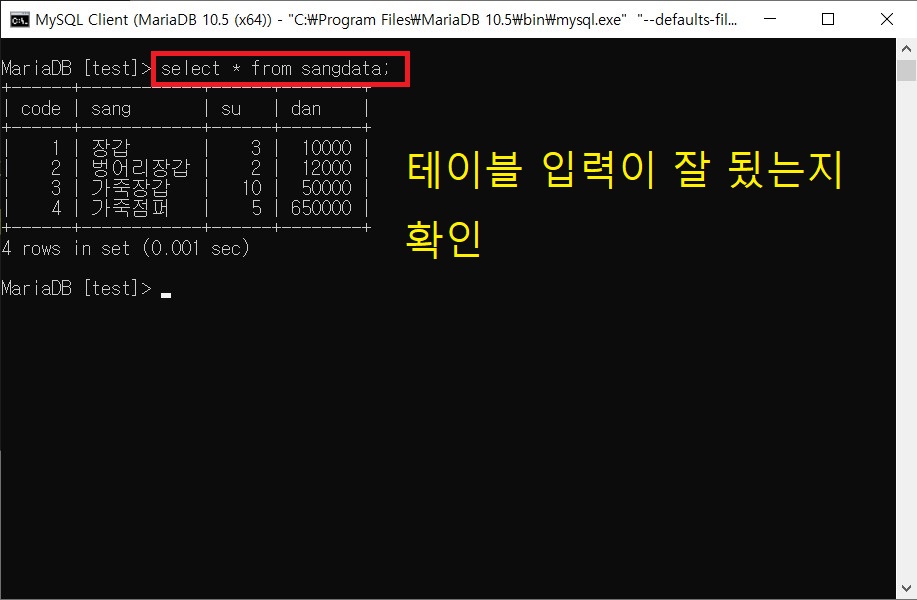 MySQL Client (MariaDB 10.5 (x64)) - "C:₩Program Files₩MariaDB 10.5₩bin₩mysql.exe"  "--defaults-fil...
MariaDB [test]> select * from sangdata;
+------+------------+------+--------+
| code | sang       | su   | dan    |
+------+------------+------+--------+
|    1 | 장갑       |    3 |  10000 |
|    2 | 벙어리장갑 |    2 |  12000 |
|    3 | 가죽장갑   |   10 |  50000 |
|    4 | 가죽점퍼   |    5 | 650000 |
+------+------------+------+--------+
4 rows in set (0.001 sec)
MariaDB [test]>
테이블 입력이 잘 됬는지
확인